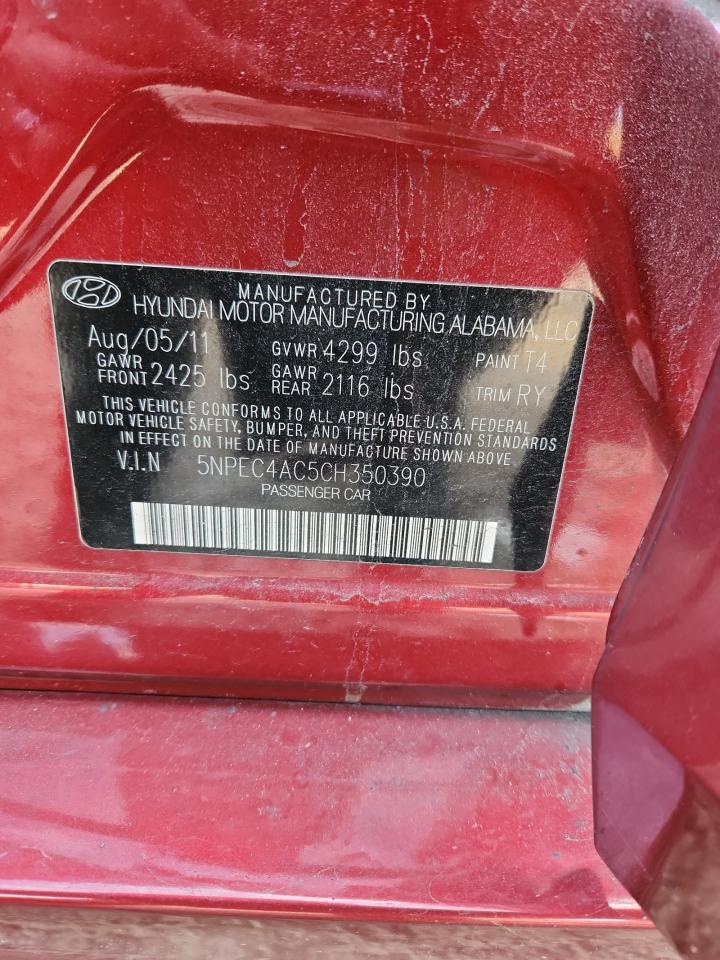 MANUFACTURED BY
HYUNDAI MOTOR MANUFACTURING ALABAMA, LLC
Aug/05/11 GVWR 4299 lbs PAINT T4
GAWR FRONT 2425 lbs GAWR REAR 2116 lbs TRIM RY
THIS VEHICLE CONFORMS TO ALL APPLICABLE U.S.A. FEDERAL
MOTOR VEHICLE SAFETY, BUMPER, AND THEFT PREVENTION STANDARDS
IN EFFECT ON THE DATE OF MANUFACTURE SHOWN ABOVE
V.I.N 5NPEC4AC5CH350390
PASSENGER CAR